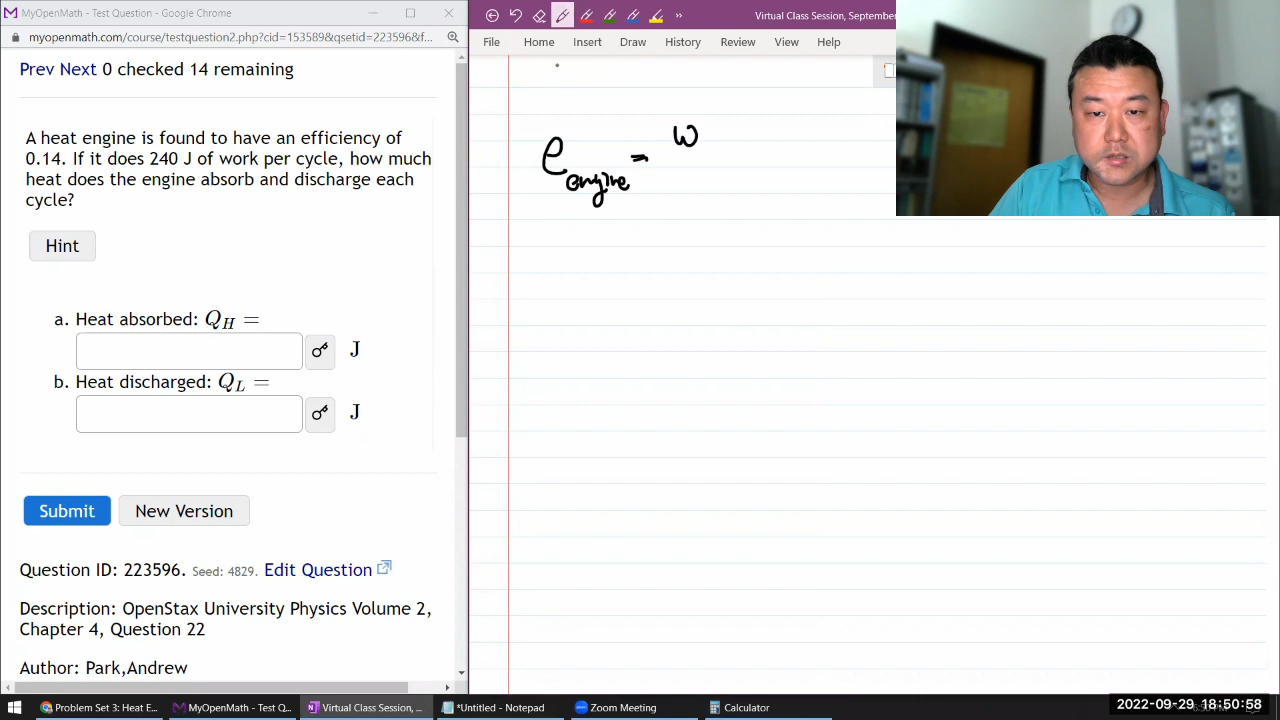 MyOpenMath - Test Question - Google Chrome
myopenmath.com/course/testquestion2.php?cid=153589&qsetid=223596&f...
Prev Next 0 checked 14 remaining
A heat engine is found to have an efficiency of
0.14. If it does 240 J of work per cycle, how much
heat does the engine absorb and discharge each
cycle?
Hint
a. Heat absorbed: Q_H =
J
b. Heat discharged: Q_L =
J
Submit New Version
Question ID: 223596. Seed: 4829. Edit Question
Description: OpenStax University Physics Volume 2,
Chapter 4, Question 22
Author: Park,Andrew
Virtual Class Session, September
File Home Insert Draw History Review View Help
e_engine = W
Problem Set 3: Heat E... MyOpenMath - Test Q... Virtual Class Session, ... *Untitled - Notepad Zoom Meeting Calculator
2022-09-29 18:50:58